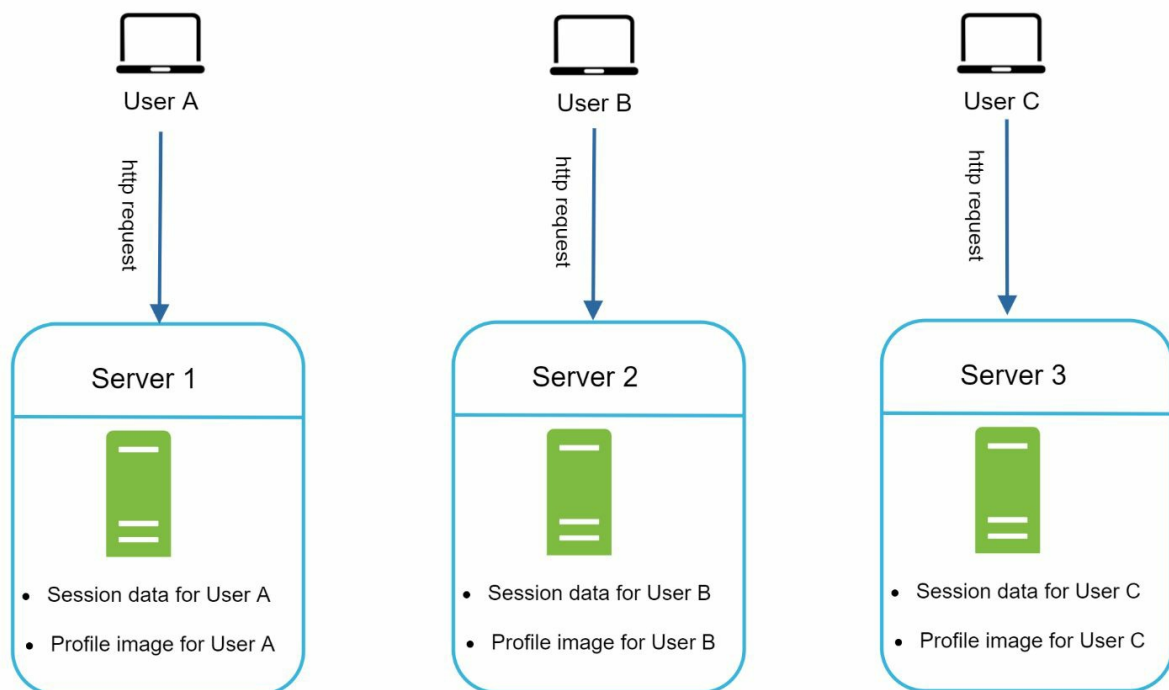 User A
User B
User C
http request
http request
http request
Server 1
Server 2
Server 3
Session data for User A
Profile image for User A
Session data for User B
Profile image for User B
Session data for User C
Profile image for User C